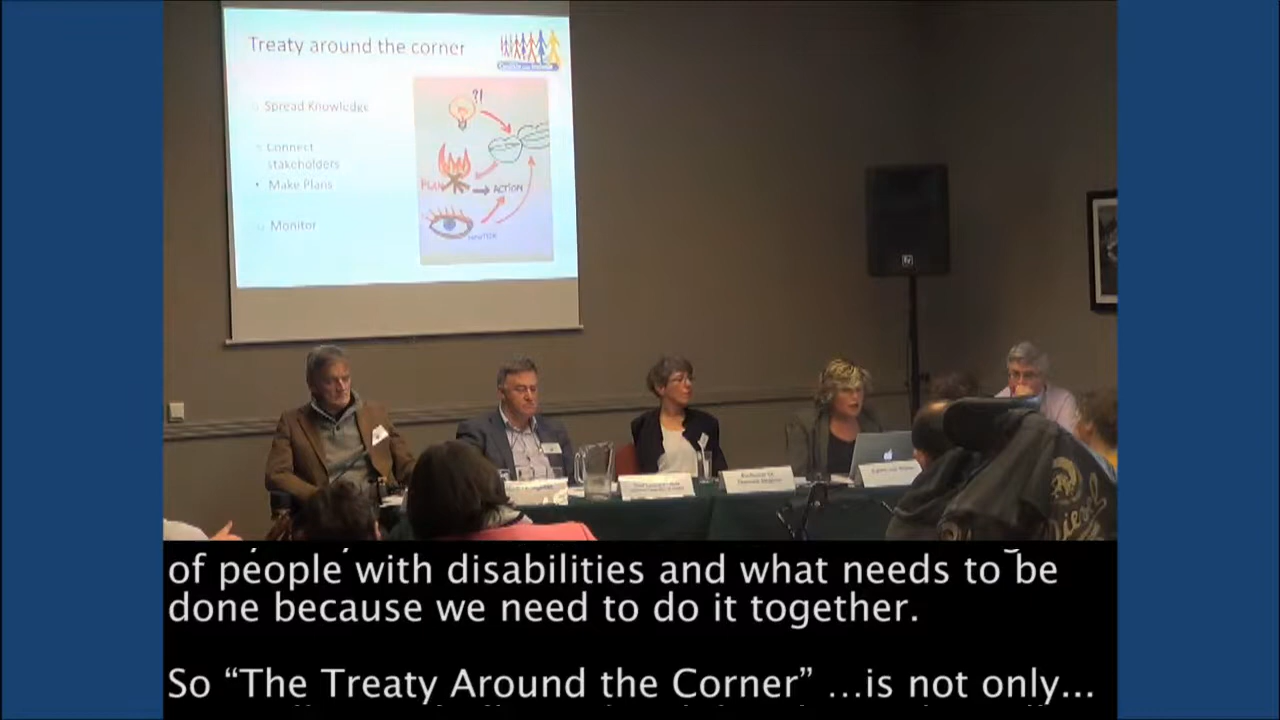 Treaty around the corner
Spread Knowledge
Connect
stakeholders
• Make Plans
Monitor
?!
PLAN
ACTION
of people with disabilities and what needs to be
done because we need to do it together.
So “The Treaty Around the Corner” ...is not only...